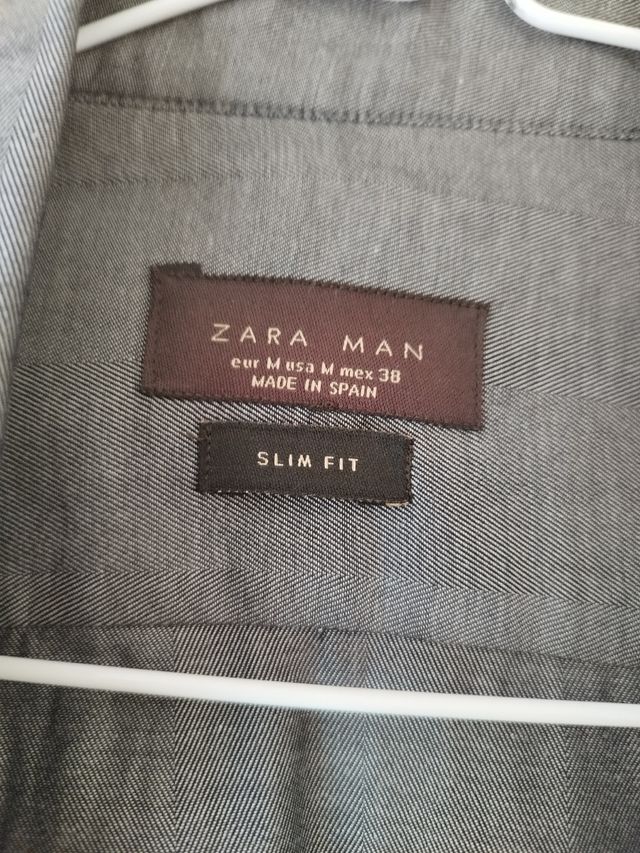 ZARA MAN
eur M usa M mex 38
MADE IN SPAIN
SLIM FIT